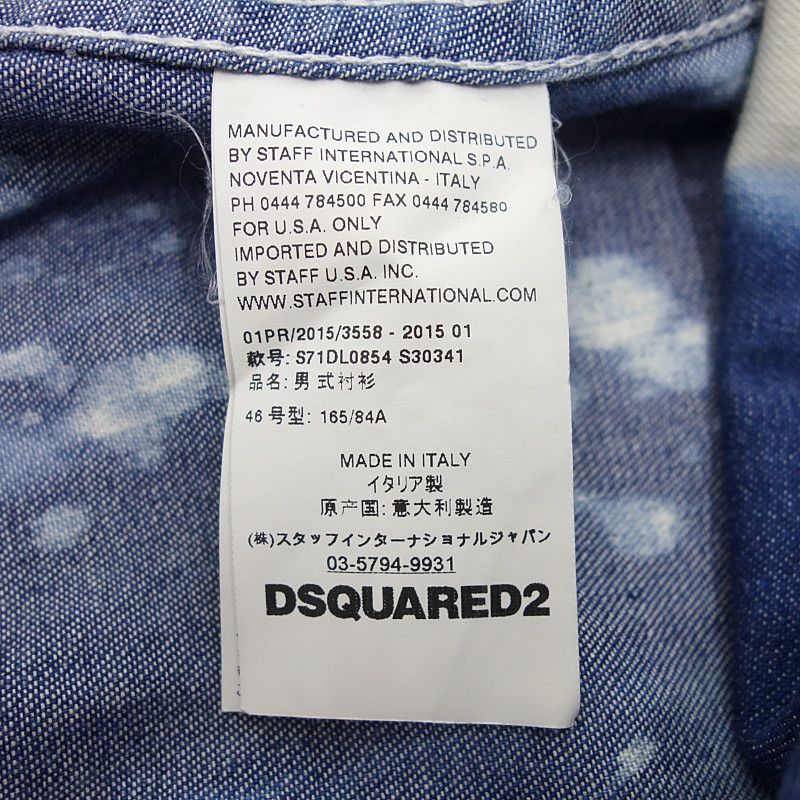 MANUFACTURED AND DISTRIBUTED
BY STAFF INTERNATIONAL S.P.A.
NOVENTA VICENTINA - ITALY
PH 0444 784500 FAX 0444 784580
FOR U.S.A. ONLY
IMPORTED AND DISTRIBUTED
BY STAFF U.S.A. INC.
WWW.STAFFINTERNATIONAL.COM
01PR/2015/3558 - 2015 01
款号: S71DL0854 S30341
品名: 男式衬衫
46 号型: 165/84A
MADE IN ITALY
イタリア製
原产国: 意大利製造
(株)スタッフインターナショナルジャパン
03-5794-9931
DSQUARED2